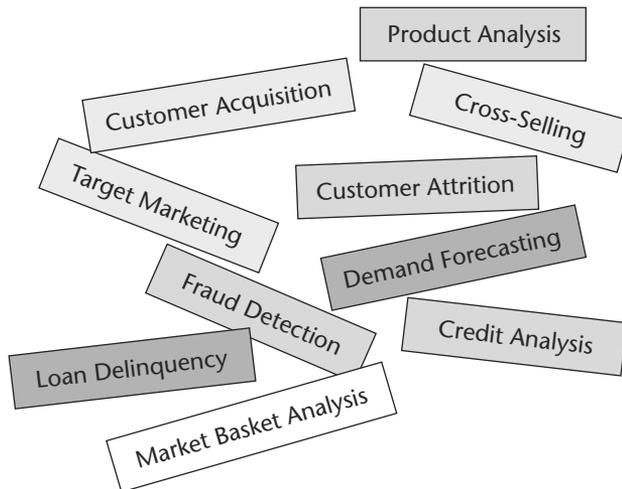 Product Analysis
Customer Acquisition
Cross-Selling
Target Marketing
Customer Attrition
Demand Forecasting
Fraud Detection
Credit Analysis
Loan Delinquency
Market Basket Analysis